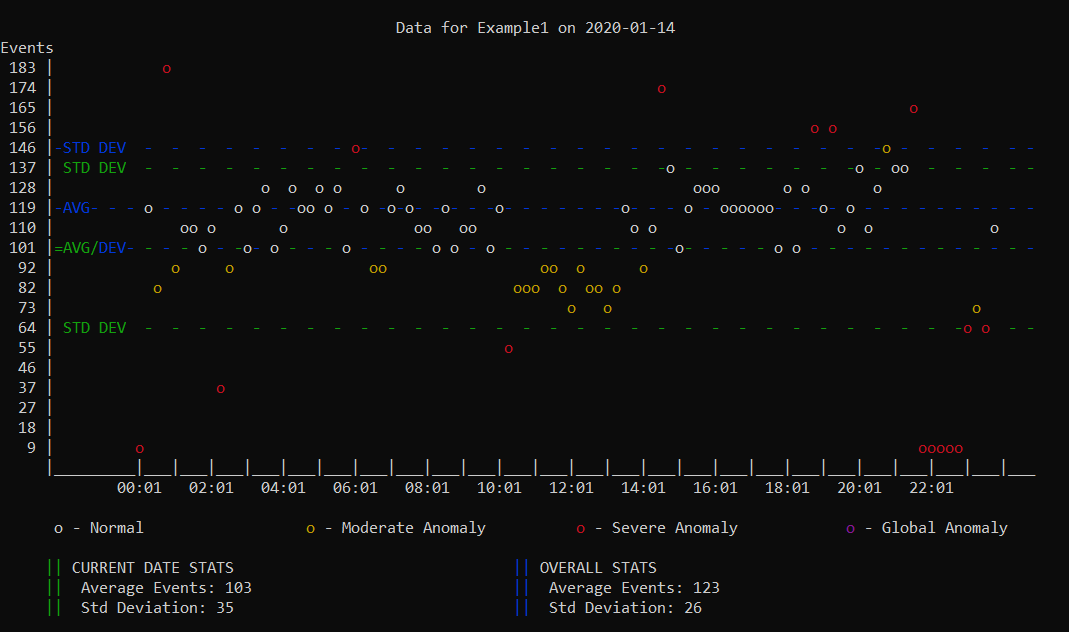 Data for Example1 on 2020-01-14
Events
183
174
165
156
146 -STD DEV
137 STD DEV
128
119 -AVG-
110
101 =AVG/DEV-
92
82
73
64 STD DEV
55
46
37
27
18
9
00:01 02:01 04:01 06:01 08:01 10:01 12:01 14:01 16:01 18:01 20:01 22:01
o - Normal o - Moderate Anomaly o - Severe Anomaly o - Global Anomaly
|| CURRENT DATE STATS || OVERALL STATS
|| Average Events: 103 || Average Events: 123
|| Std Deviation: 35 || Std Deviation: 26